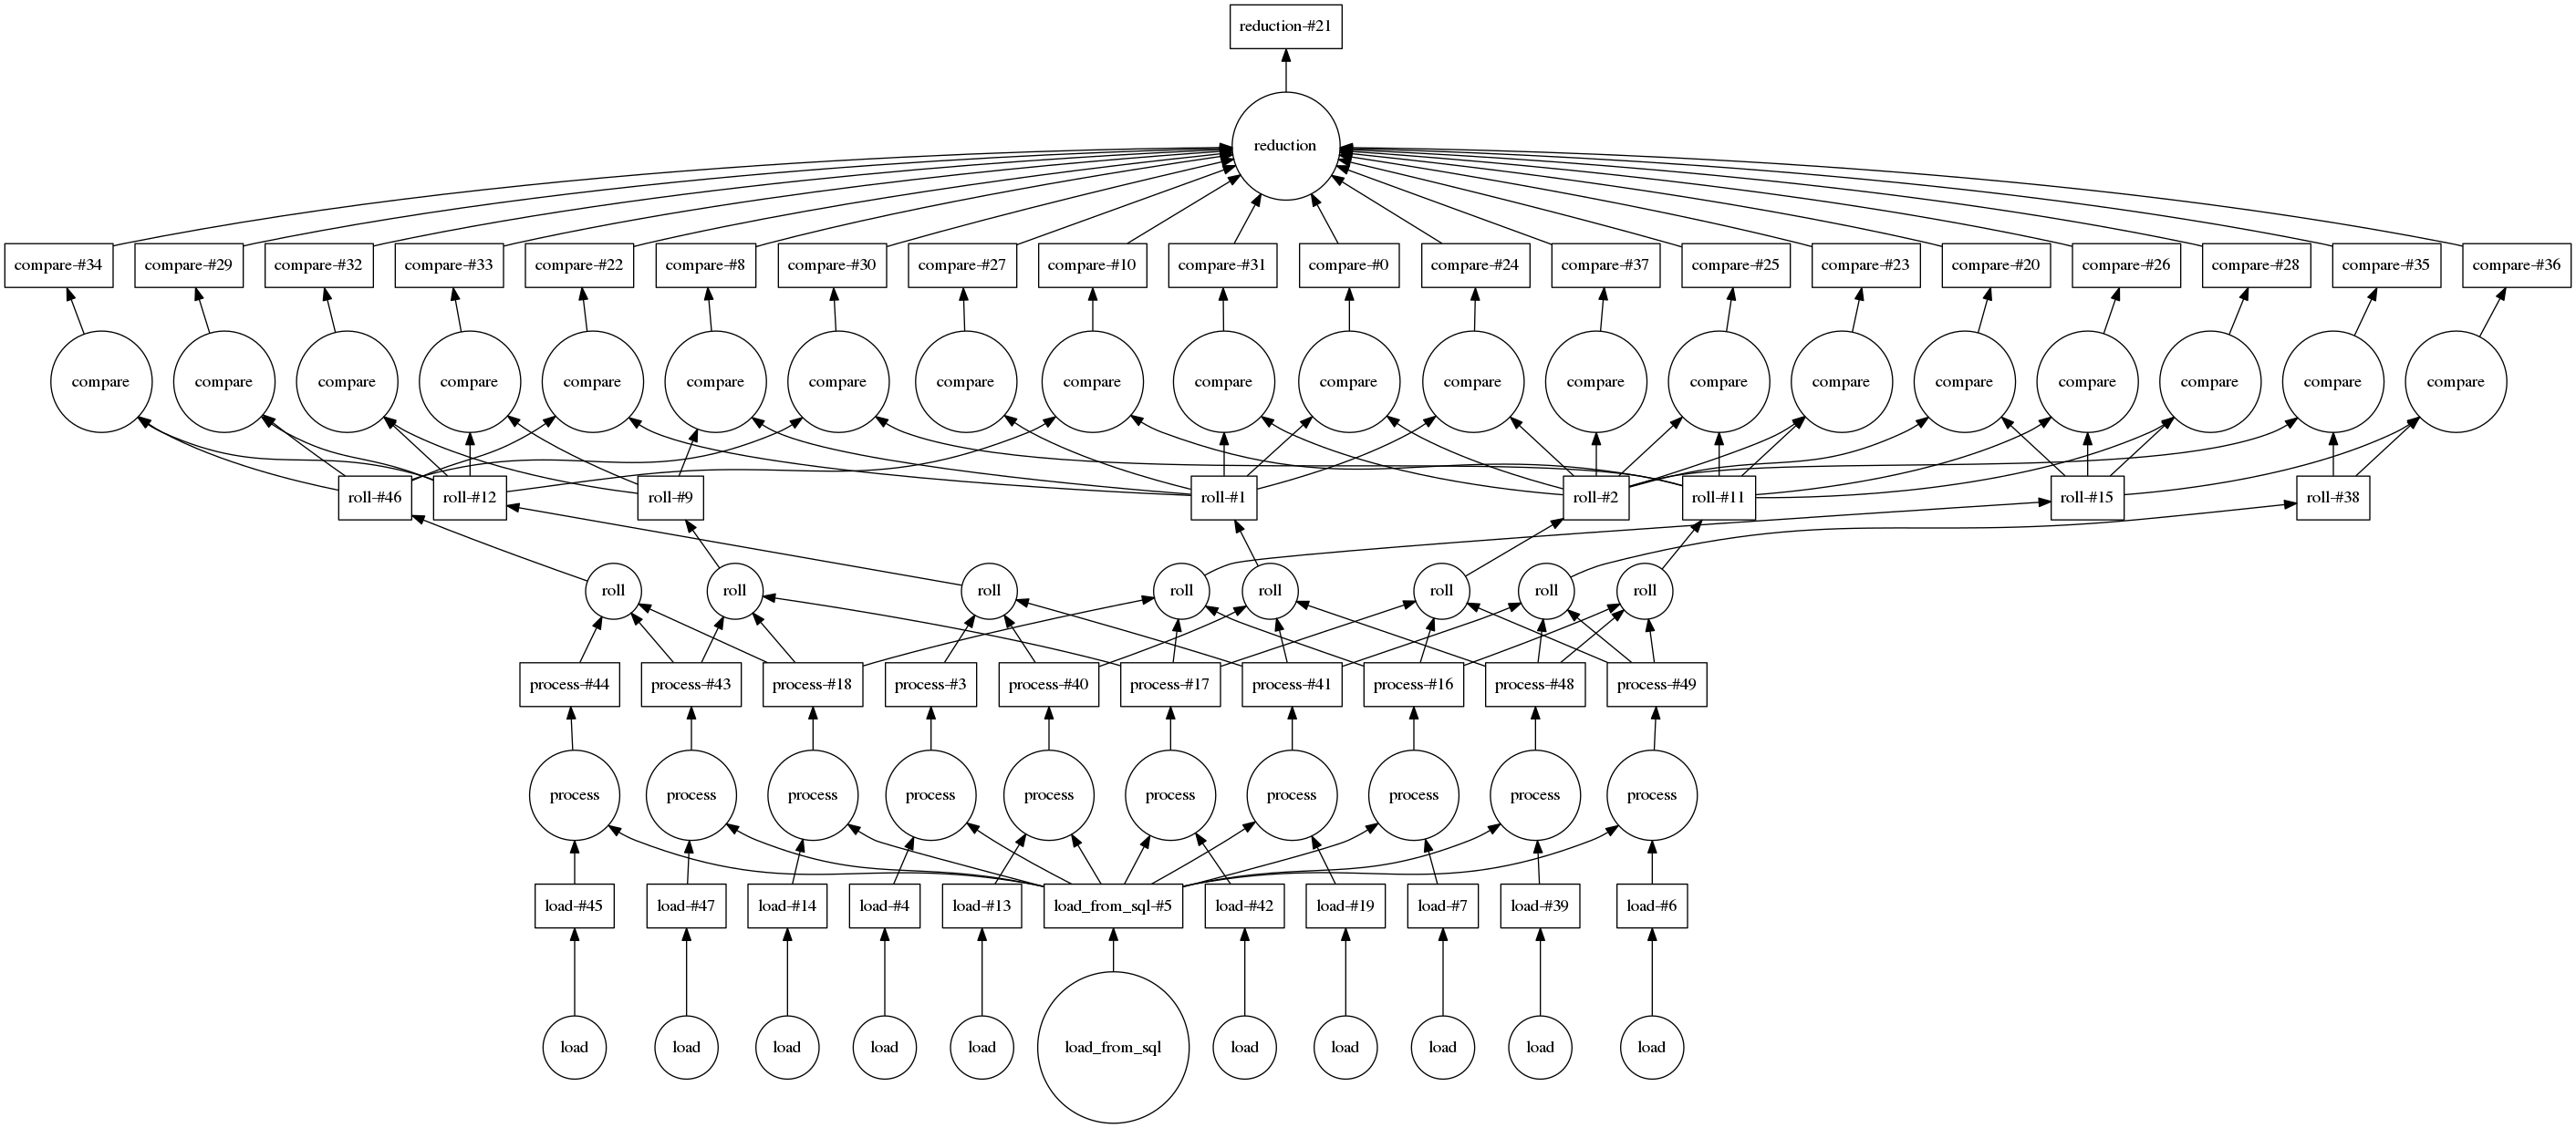 reduction-#21
reduction
compare-#34 compare-#29 compare-#32 compare-#33 compare-#22 compare-#8 compare-#30 compare-#27 compare-#10 compare-#31 compare-#0 compare-#24 compare-#37 compare-#25 compare-#23 compare-#20 compare-#26 compare-#28 compare-#35 compare-#36
compare compare compare compare compare compare compare compare compare compare compare compare compare compare compare compare compare compare compare compare
roll-#46 roll-#12 roll-#9 roll-#1 roll-#2 roll-#11 roll-#15 roll-#38
roll roll roll roll roll roll roll roll
process-#44 process-#43 process-#18 process-#3 process-#40 process-#17 process-#41 process-#16 process-#48 process-#49
process process process process process process process process process process
load-#45 load-#47 load-#14 load-#4 load-#13 load_from_sql-#5 load-#42 load-#19 load-#7 load-#39 load-#6
load load load load load load_from_sql load load load load load